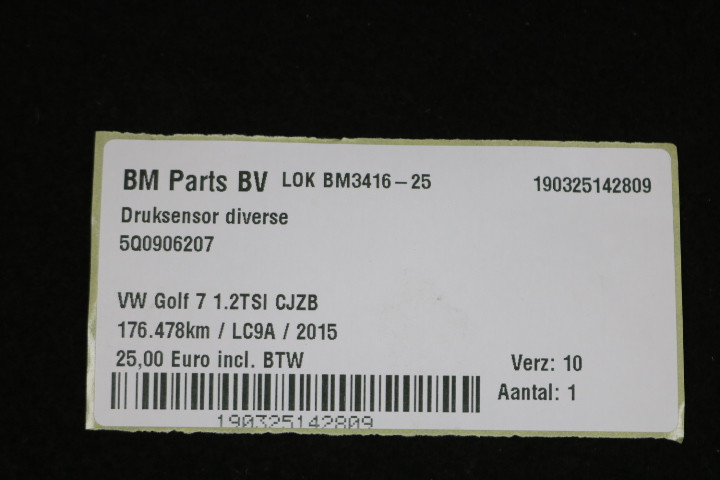 BM Parts BV LOK BM3416-25 190325142809
Druksensor diverse
5Q0906207
VW Golf 7 1.2TSI CJZB
176.478km / LC9A / 2015
25,00 Euro incl. BTW Verz: 10
Aantal: 1
190325142809